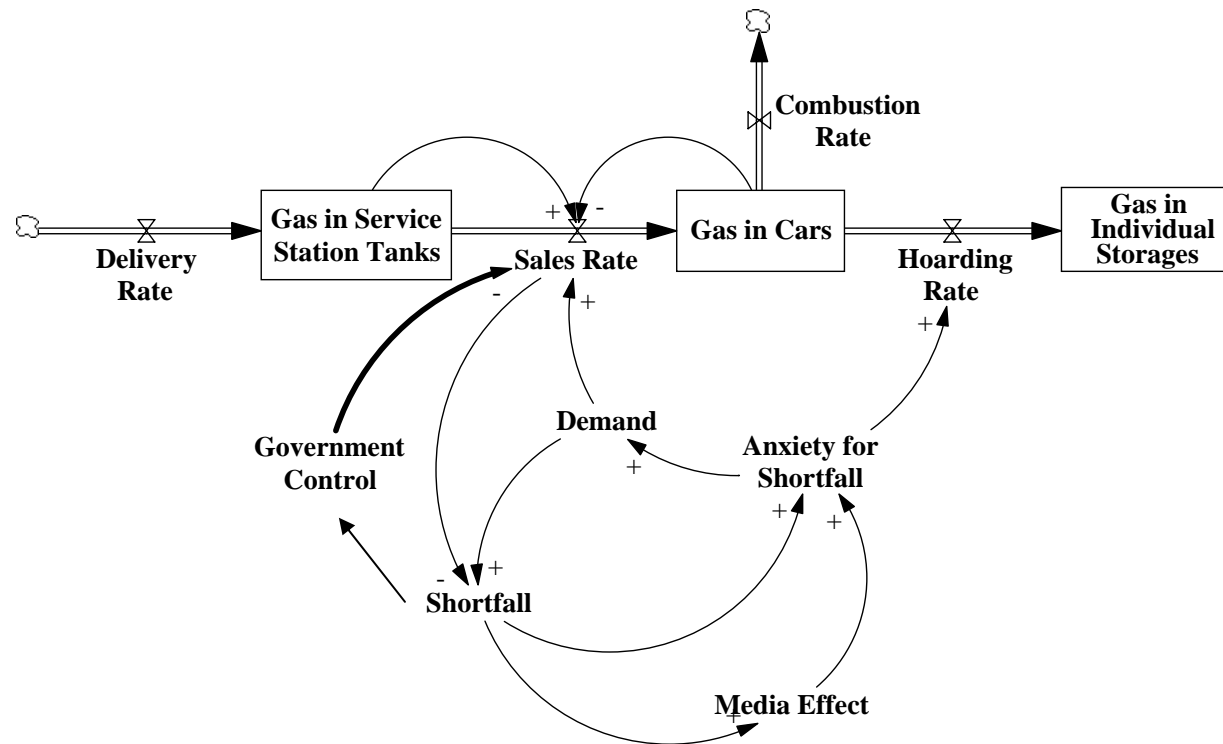 Combustion
Rate
+
-
Gas in Service
Station Tanks
Gas in Cars
Gas in
Individual
Storages
Delivery
Rate
Sales Rate
Hoarding
Rate
-
+
+
Demand
Government
Control
Anxiety for
Shortfall
+
+
+
-
+
Shortfall
Media Effect
+